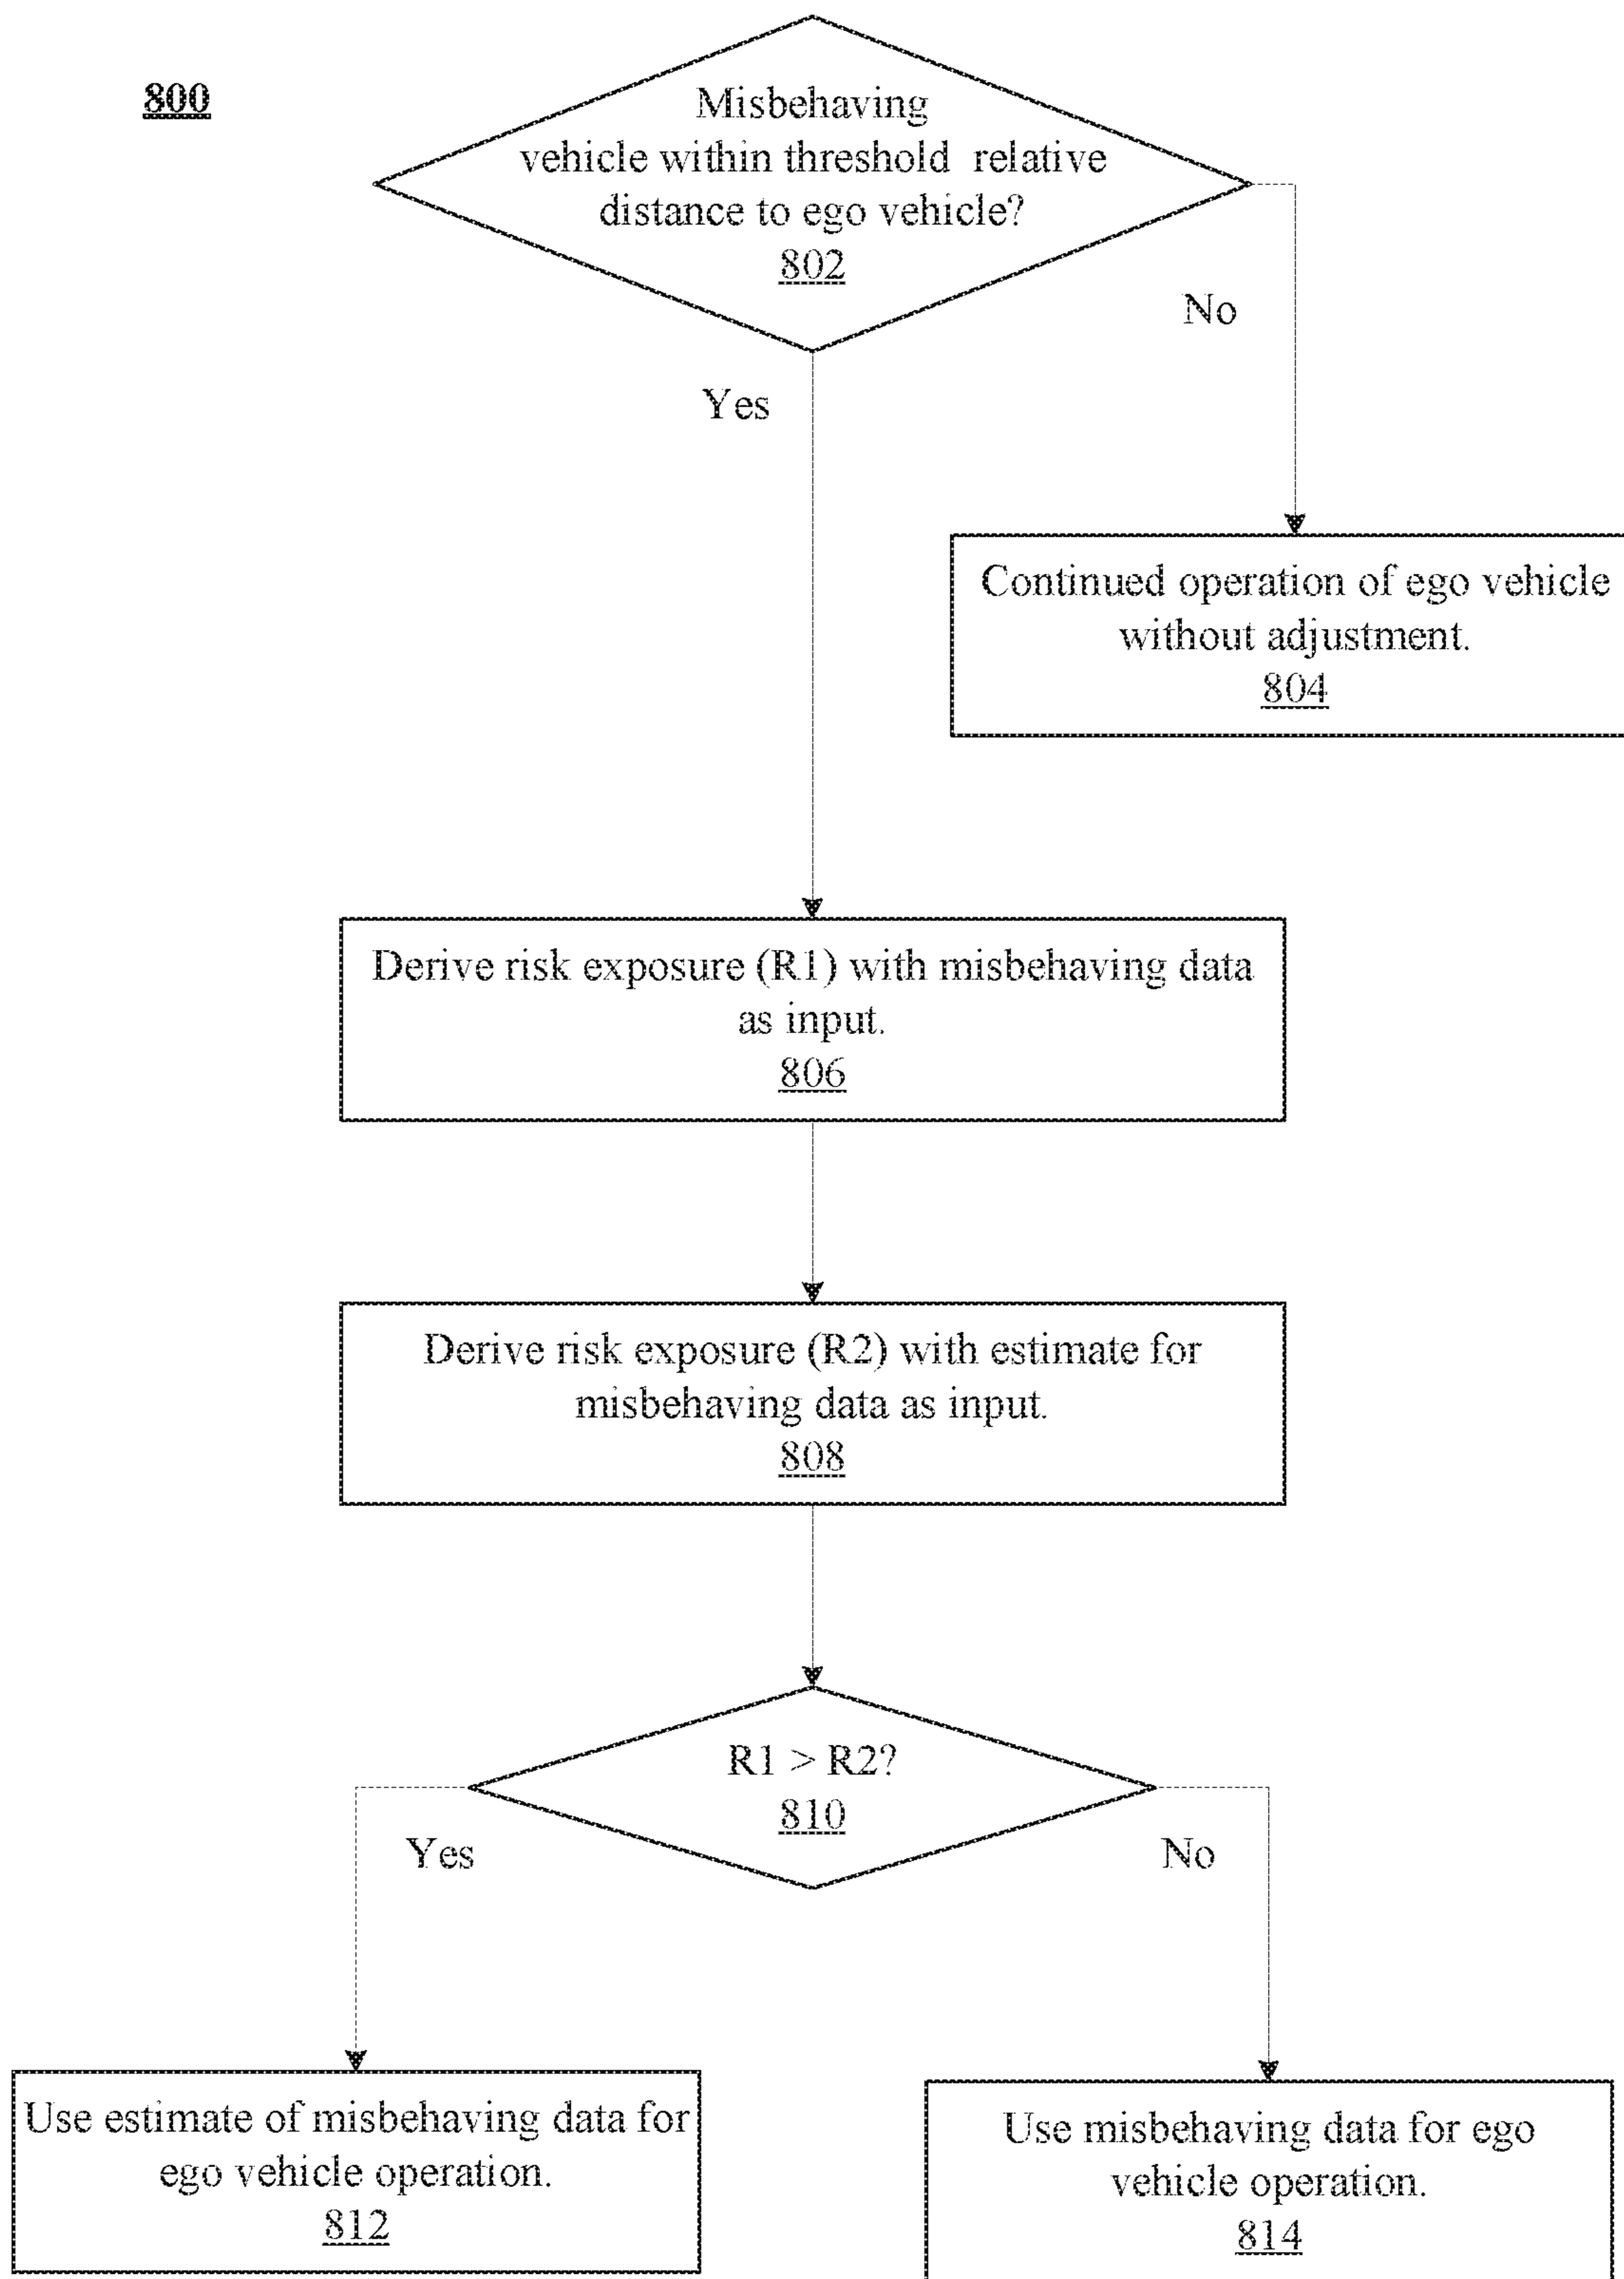 800
Misbehaving
vehicle within threshold relative
distance to ego vehicle?
802
No
Yes
Continued operation of ego vehicle
without adjustment.
804
Derive risk exposure (R1) with misbehaving data
as input.
806
Derive risk exposure (R2) with estimate for
misbehaving data as input.
808
R1 > R2?
810
Yes
No
Use estimate of misbehaving data for
ego vehicle operation.
812
Use misbehaving data for ego
vehicle operation.
814